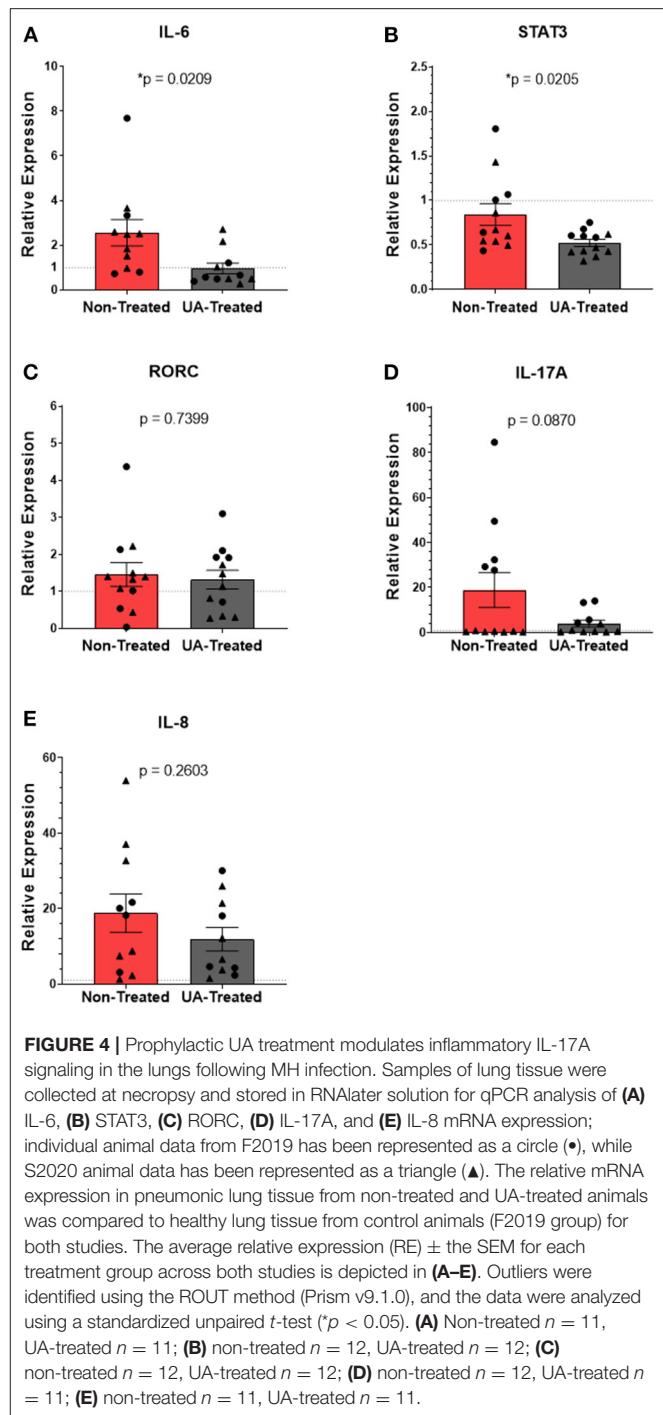 A
IL-6
*p = 0.0209
Relative Expression
10
8
6
4
2
1
0
Non-Treated UA-Treated
B
STAT3
*p = 0.0205
Relative Expression
2.5
2.0
1.5
1
0.5
0.0
Non-Treated UA-Treated
C
RORC
p = 0.7399
Relative Expression
6
5
4
3
2
1
0
Non-Treated UA-Treated
D
IL-17A
p = 0.0870
Relative Expression
100
80
60
40
20
0
Non-Treated UA-Treated
E
IL-8
p = 0.2603
Relative Expression
60
40
20
0
Non-Treated UA-Treated
FIGURE 4 | Prophylactic UA treatment modulates inflammatory IL-17A
signaling in the lungs following MH infection. Samples of lung tissue were
collected at necropsy and stored in RNAlater solution for qPCR analysis of (A)
IL-6, (B) STAT3, (C) RORC, (D) IL-17A, and (E) IL-8 mRNA expression;
individual animal data from F2019 has been represented as a circle (●), while
S2020 animal data has been represented as a triangle (▲). The relative mRNA
expression in pneumonic lung tissue from non-treated and UA-treated animals
was compared to healthy lung tissue from control animals (F2019 group) for
both studies. The average relative expression (RE) ± the SEM for each
treatment group across both studies is depicted in (A–E). Outliers were
identified using the ROUT method (Prism v9.1.0), and the data were analyzed
using a standardized unpaired t-test (*p < 0.05). (A) Non-treated n = 11,
UA-treated n = 11; (B) non-treated n = 12, UA-treated n = 12; (C)
non-treated n = 12, UA-treated n = 12; (D) non-treated n = 12, UA-treated n
= 11; (E) non-treated n = 11, UA-treated n = 11.